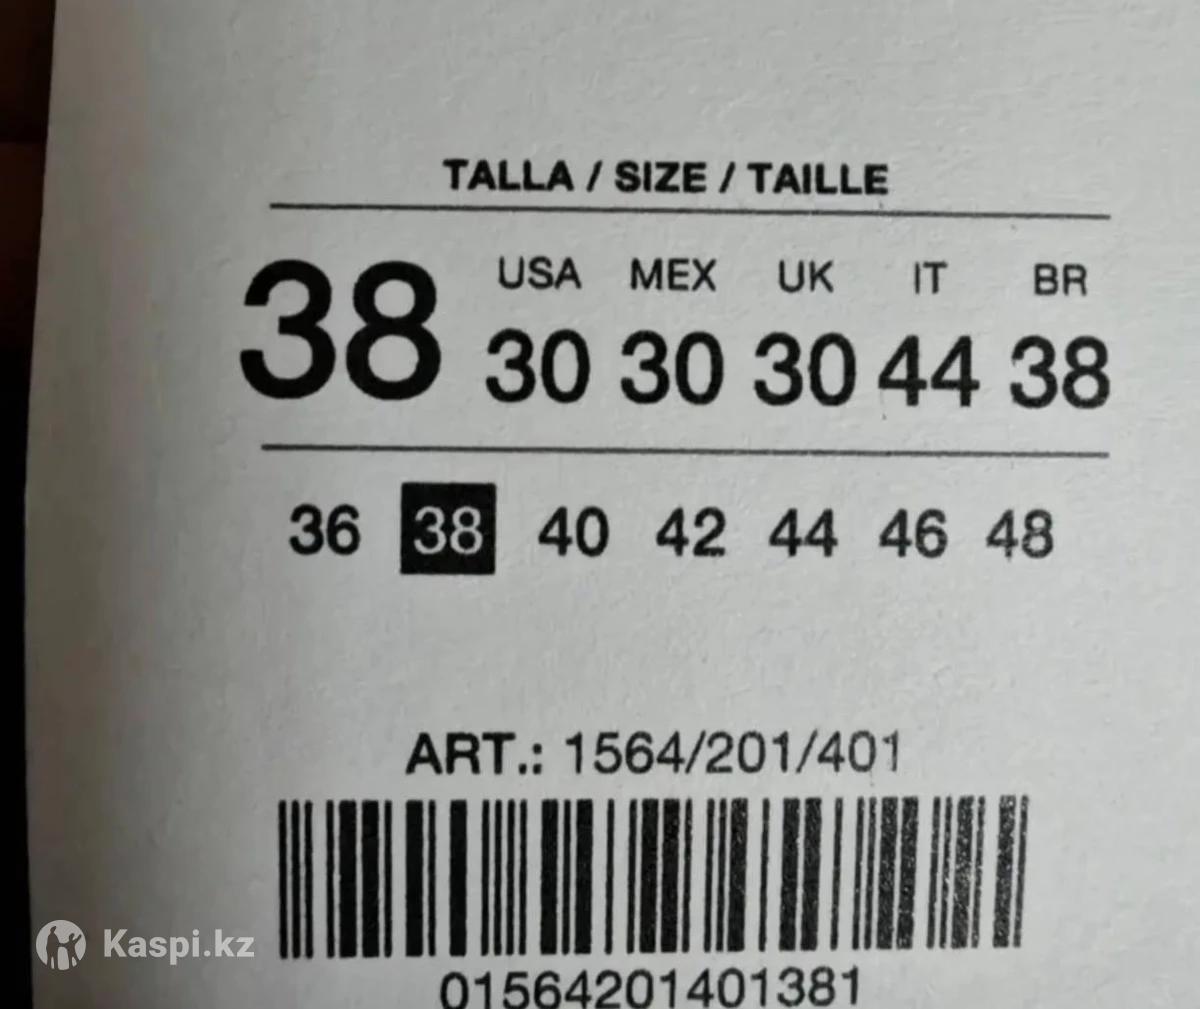 TALLA / SIZE / TAILLE
38 USA MEX UK IT BR
30 30 30 44 38
36 38 40 42 44 46 48
ART.: 1564/201/401
01564201401381
Kaspi.kz